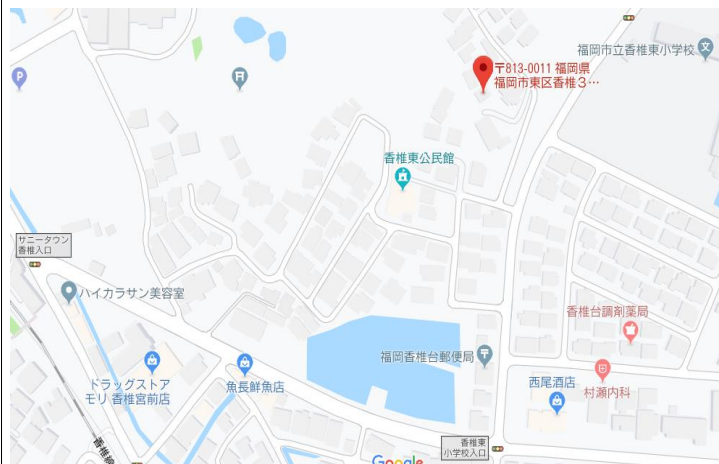 福岡市立香椎東小学校
文
P
〒813-0011 福岡県
福岡市東区香椎3…
香椎東公民館
サニータウン
香椎入口
ハイカラサン美容室
香椎台調剤薬局
福岡香椎台郵便局
〒
ドラッグストア
モリ 香椎宮前店
魚長鮮魚店
西尾酒店
村瀬内科
香椎線
香椎東
小学校入口
Google